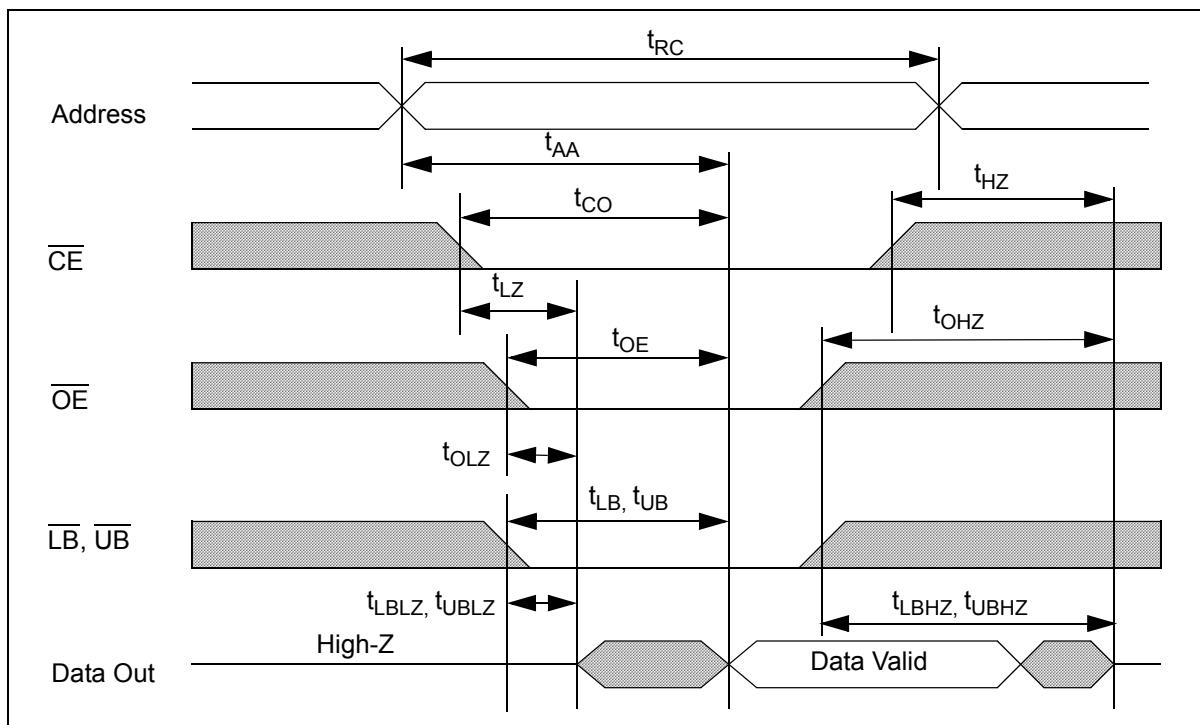 tRC
Address
tAA
tHZ
tCO
CE
tLZ
tOHZ
tOE
OE
tOLZ
tLB, tUB
LB, UB
tLBLZ, tUBLZ
tLBHZ, tUBHZ
High-Z
Data Valid
Data Out